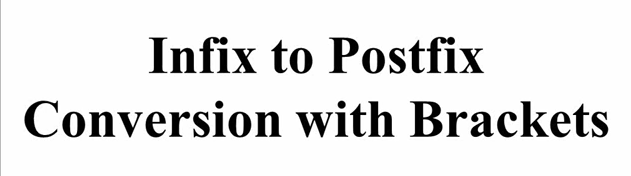 Infix to Postfix
Conversion with Brackets